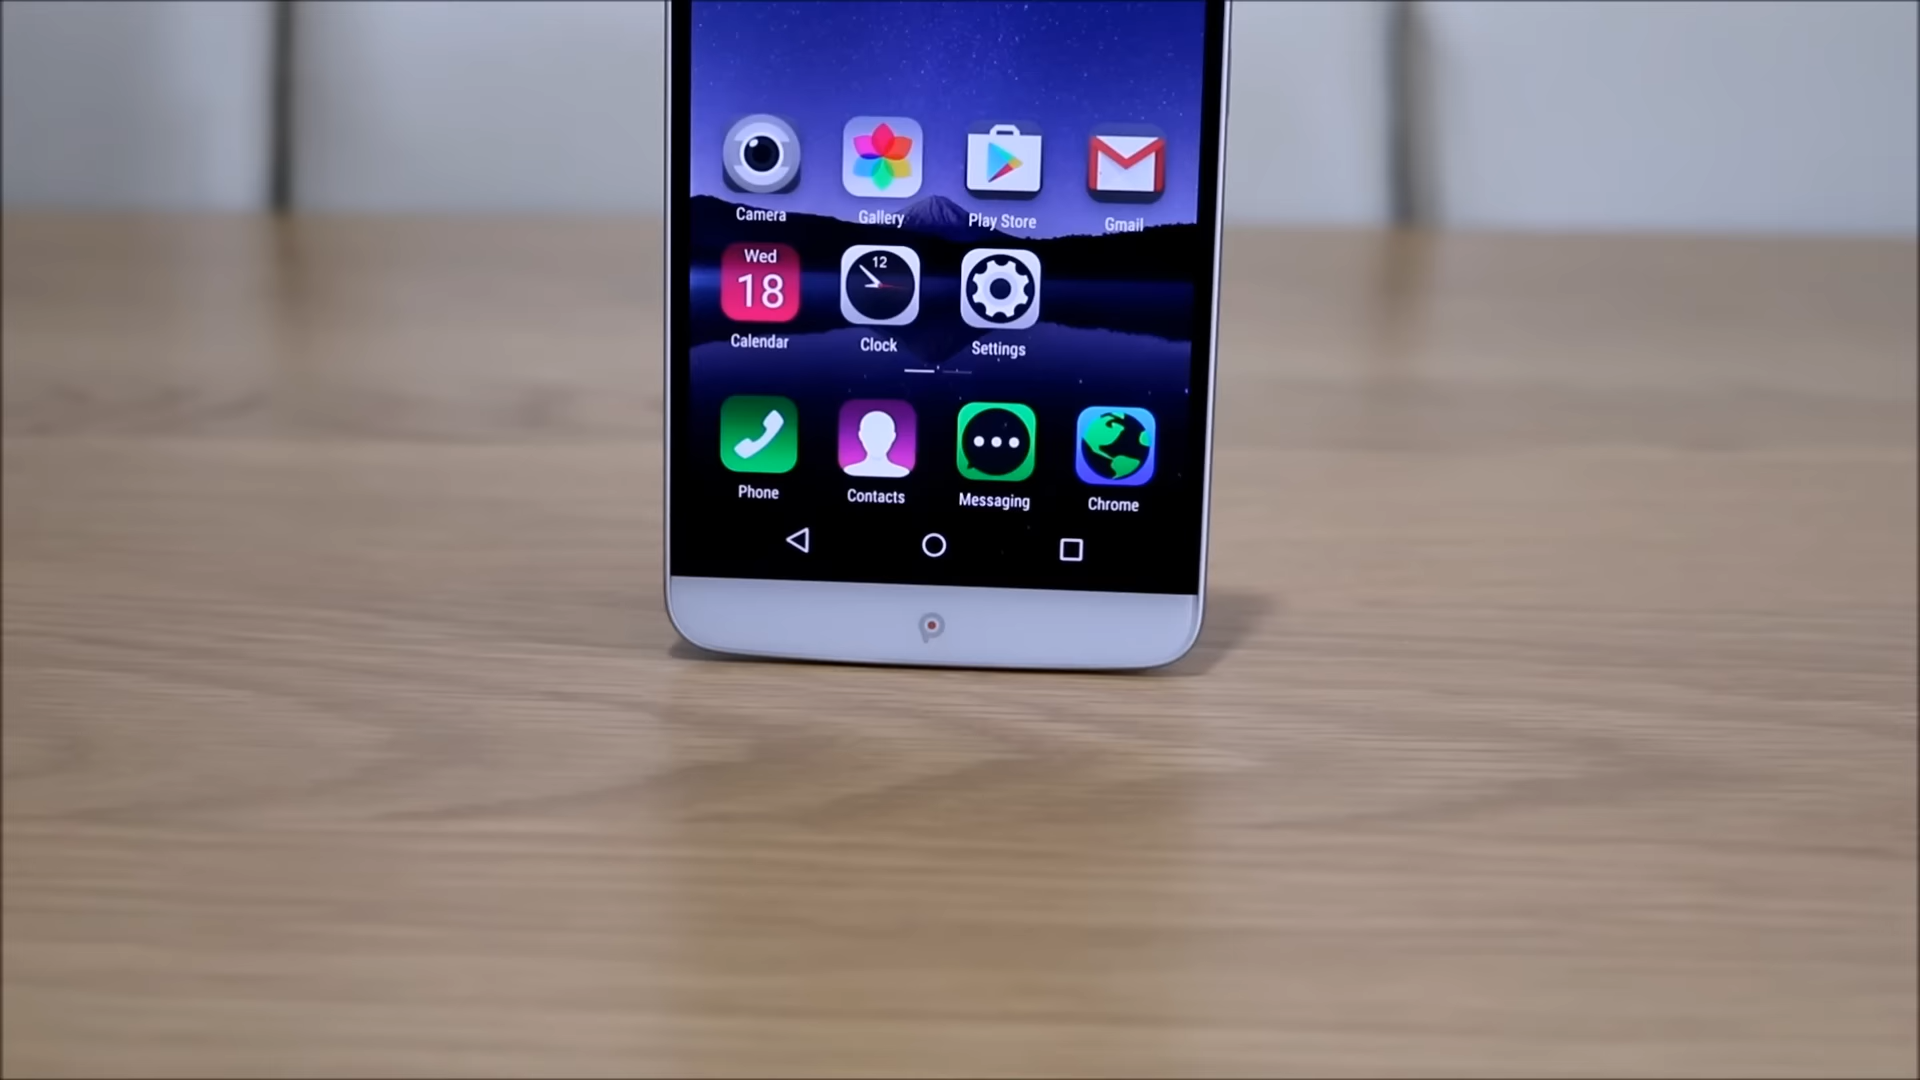 Camera Gallery Play Store Gmail
Wed 12
18
Calendar Clock Settings
Phone Contacts Messaging Chrome